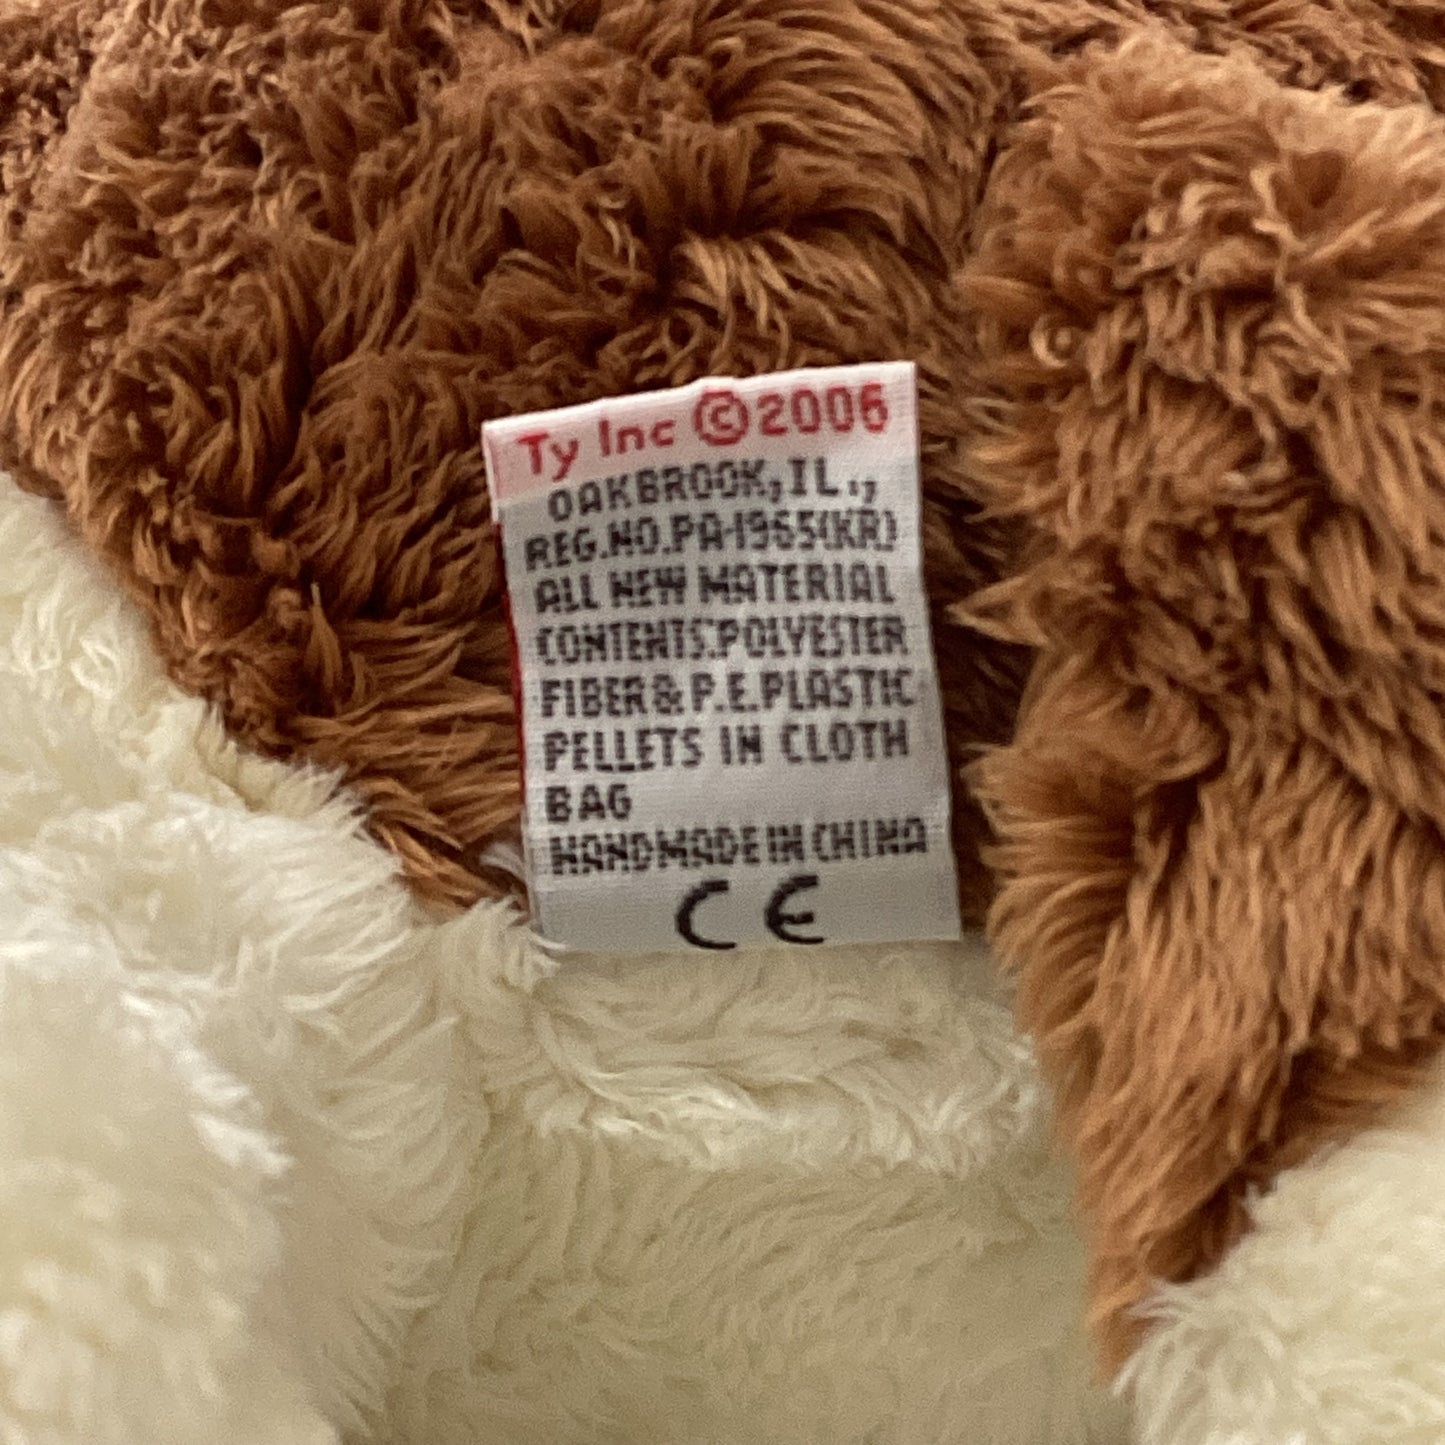 Ty Inc ©2006
OAKBROOK,IL.,
REG.NO.PA-1965(KR)
ALL NEW MATERIAL
CONTENTS:POLYESTER
FIBER & P.E.PLASTIC
PELLETS IN CLOTH
BAG
HANDMADE IN CHINA
CE